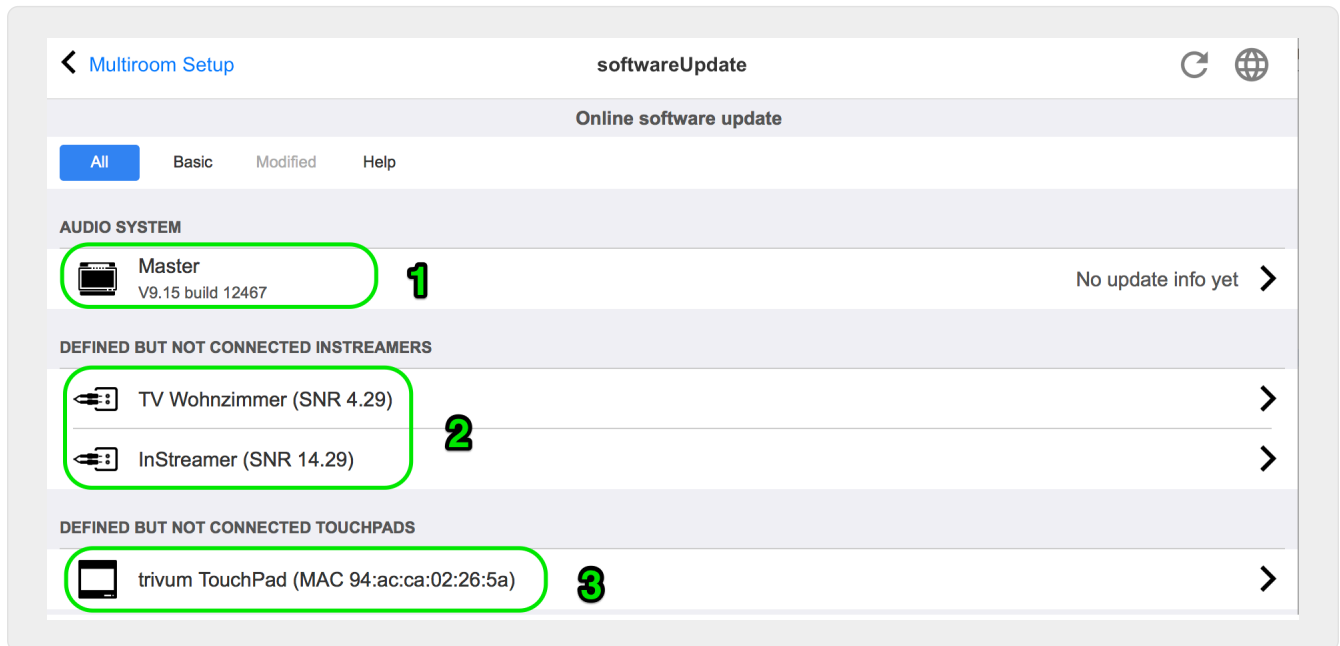 Multiroom Setup softwareUpdate
Online software update
All Basic Modified Help
AUDIO SYSTEM
Master
V9.15 build 12467
1
No update info yet
DEFINED BUT NOT CONNECTED INSTREAMERS
TV Wohnzimmer (SNR 4.29)
2
InStreamer (SNR 14.29)
DEFINED BUT NOT CONNECTED TOUCHPADS
trivum TouchPad (MAC 94:ac:ca:02:26:5a)
3